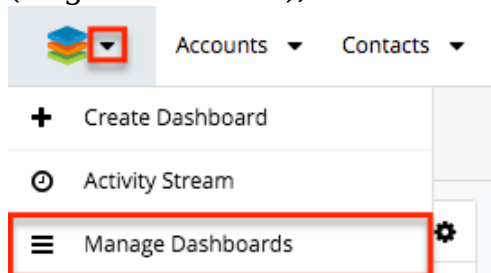 Accounts Contacts
Create Dashboard
Activity Stream
Manage Dashboards